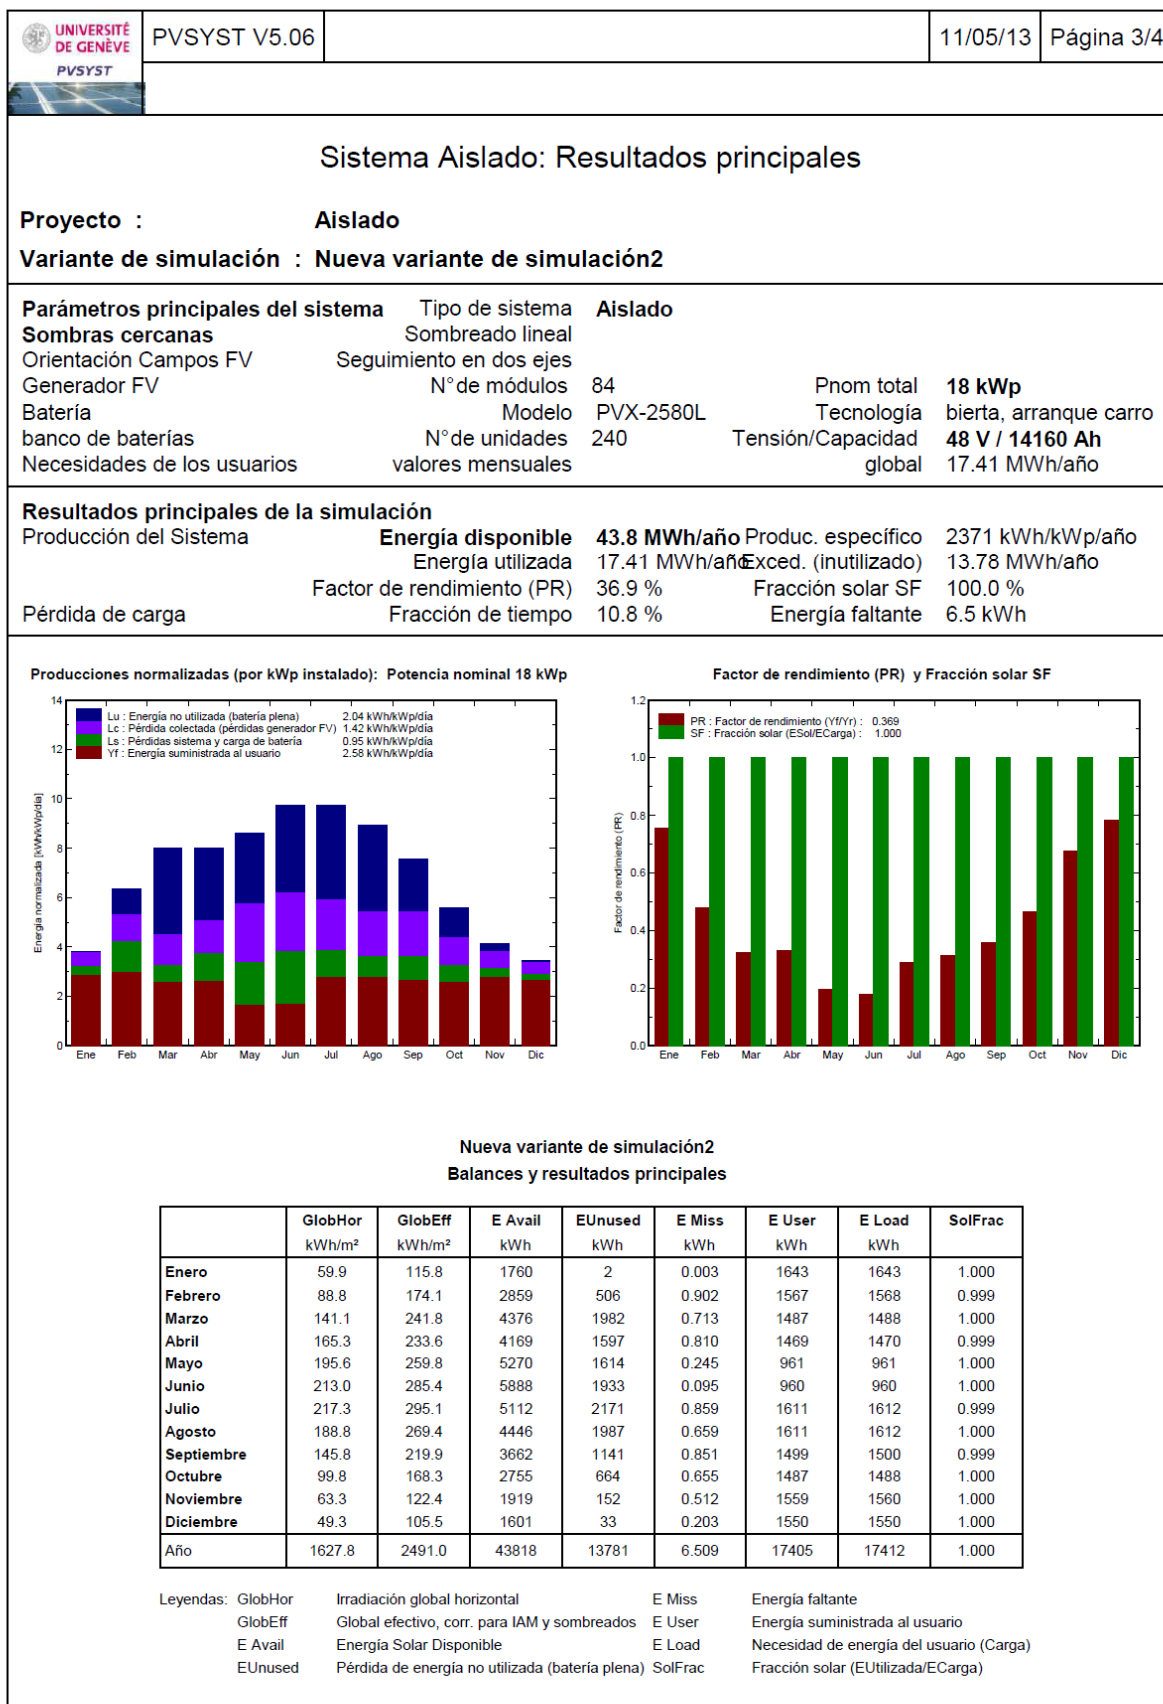 UNIVERSITÉ
DE GENÈVE
PVSYST
PVSYST V5.06
11/05/13
Página 3/4
Sistema Aislado: Resultados principales
Proyecto : Aislado
Variante de simulación : Nueva variante de simulación2
Parámetros principales del sistema Tipo de sistema Aislado
Sombras cercanas Sombreado lineal
Orientación Campos FV Seguimiento en dos ejes
Generador FV N°de módulos 84 Pnom total 18 kWp
Batería Modelo PVX-2580L Tecnología bierta, arranque carro
banco de baterías N°de unidades 240 Tensión/Capacidad 48 V / 14160 Ah
Necesidades de los usuarios valores mensuales global 17.41 MWh/año
Resultados principales de la simulación
Producción del Sistema Energía disponible 43.8 MWh/año Produc. específico 2371 kWh/kWp/año
Energía utilizada 17.41 MWh/año Exced. (inutilizado) 13.78 MWh/año
Factor de rendimiento (PR) 36.9 % Fracción solar SF 100.0 %
Pérdida de carga Fracción de tiempo 10.8 % Energía faltante 6.5 kWh
Producciones normalizadas (por kWp instalado): Potencia nominal 18 kWp
Lu : Energía no utilizada (batería plena) 2.04 kWh/kWp/día
Lc : Pérdida colectada (pérdidas generador FV) 1.42 kWh/kWp/día
Ls : Pérdidas sistema y carga de batería 0.95 kWh/kWp/día
Yf : Energía suministrada al usuario 2.58 kWh/kWp/día
Energía normalizada [kWh/kWp/día]
14
12
10
8
6
4
2
0
Ene Feb Mar Abr May Jun Jul Ago Sep Oct Nov Dic
Factor de rendimiento (PR) y Fracción solar SF
PR : Factor de rendimiento (Yf/Yr) : 0.369
SF : Fracción solar (ESol/ECarga) : 1.000
Factor de rendimiento (PR)
1.2
1.0
0.8
0.6
0.4
0.2
0.0
Ene Feb Mar Abr May Jun Jul Ago Sep Oct Nov Dic
Nueva variante de simulación2
Balances y resultados principales
GlobHor GlobEff E Avail EUnused E Miss E User E Load SolFrac
kWh/m² kWh/m² kWh kWh kWh kWh kWh
Enero 59.9 115.8 1760 2 0.003 1643 1643 1.000
Febrero 88.8 174.1 2859 506 0.902 1567 1568 0.999
Marzo 141.1 241.8 4376 1982 0.713 1487 1488 1.000
Abril 165.3 233.6 4169 1597 0.810 1469 1470 0.999
Mayo 195.6 259.8 5270 1614 0.245 961 961 1.000
Junio 213.0 285.4 5888 1933 0.095 960 960 1.000
Julio 217.3 295.1 5112 2171 0.859 1611 1612 0.999
Agosto 188.8 269.4 4446 1987 0.659 1611 1612 1.000
Septiembre 145.8 219.9 3662 1141 0.851 1499 1500 0.999
Octubre 99.8 168.3 2755 664 0.655 1487 1488 1.000
Noviembre 63.3 122.4 1919 152 0.512 1559 1560 1.000
Diciembre 49.3 105.5 1601 33 0.203 1550 1550 1.000
Año 1627.8 2491.0 43818 13781 6.509 17405 17412 1.000
Leyendas: GlobHor Irradiación global horizontal E Miss Energía faltante
GlobEff Global efectivo, corr. para IAM y sombreados E User Energía suministrada al usuario
E Avail Energía Solar Disponible E Load Necesidad de energía del usuario (Carga)
EUnused Pérdida de energía no utilizada (batería plena) SolFrac Fracción solar (EUtilizada/ECarga)